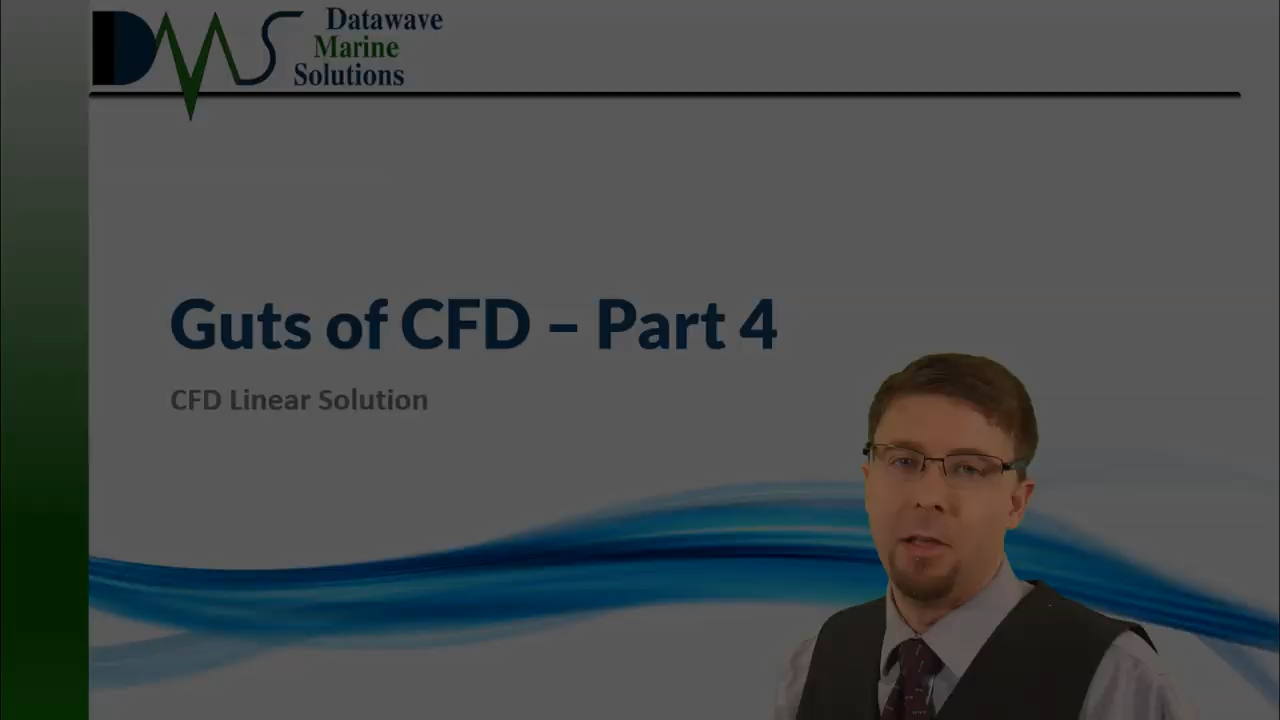 DMS
Datawave
Marine
Solutions
Guts of CFD – Part 4
CFD Linear Solution